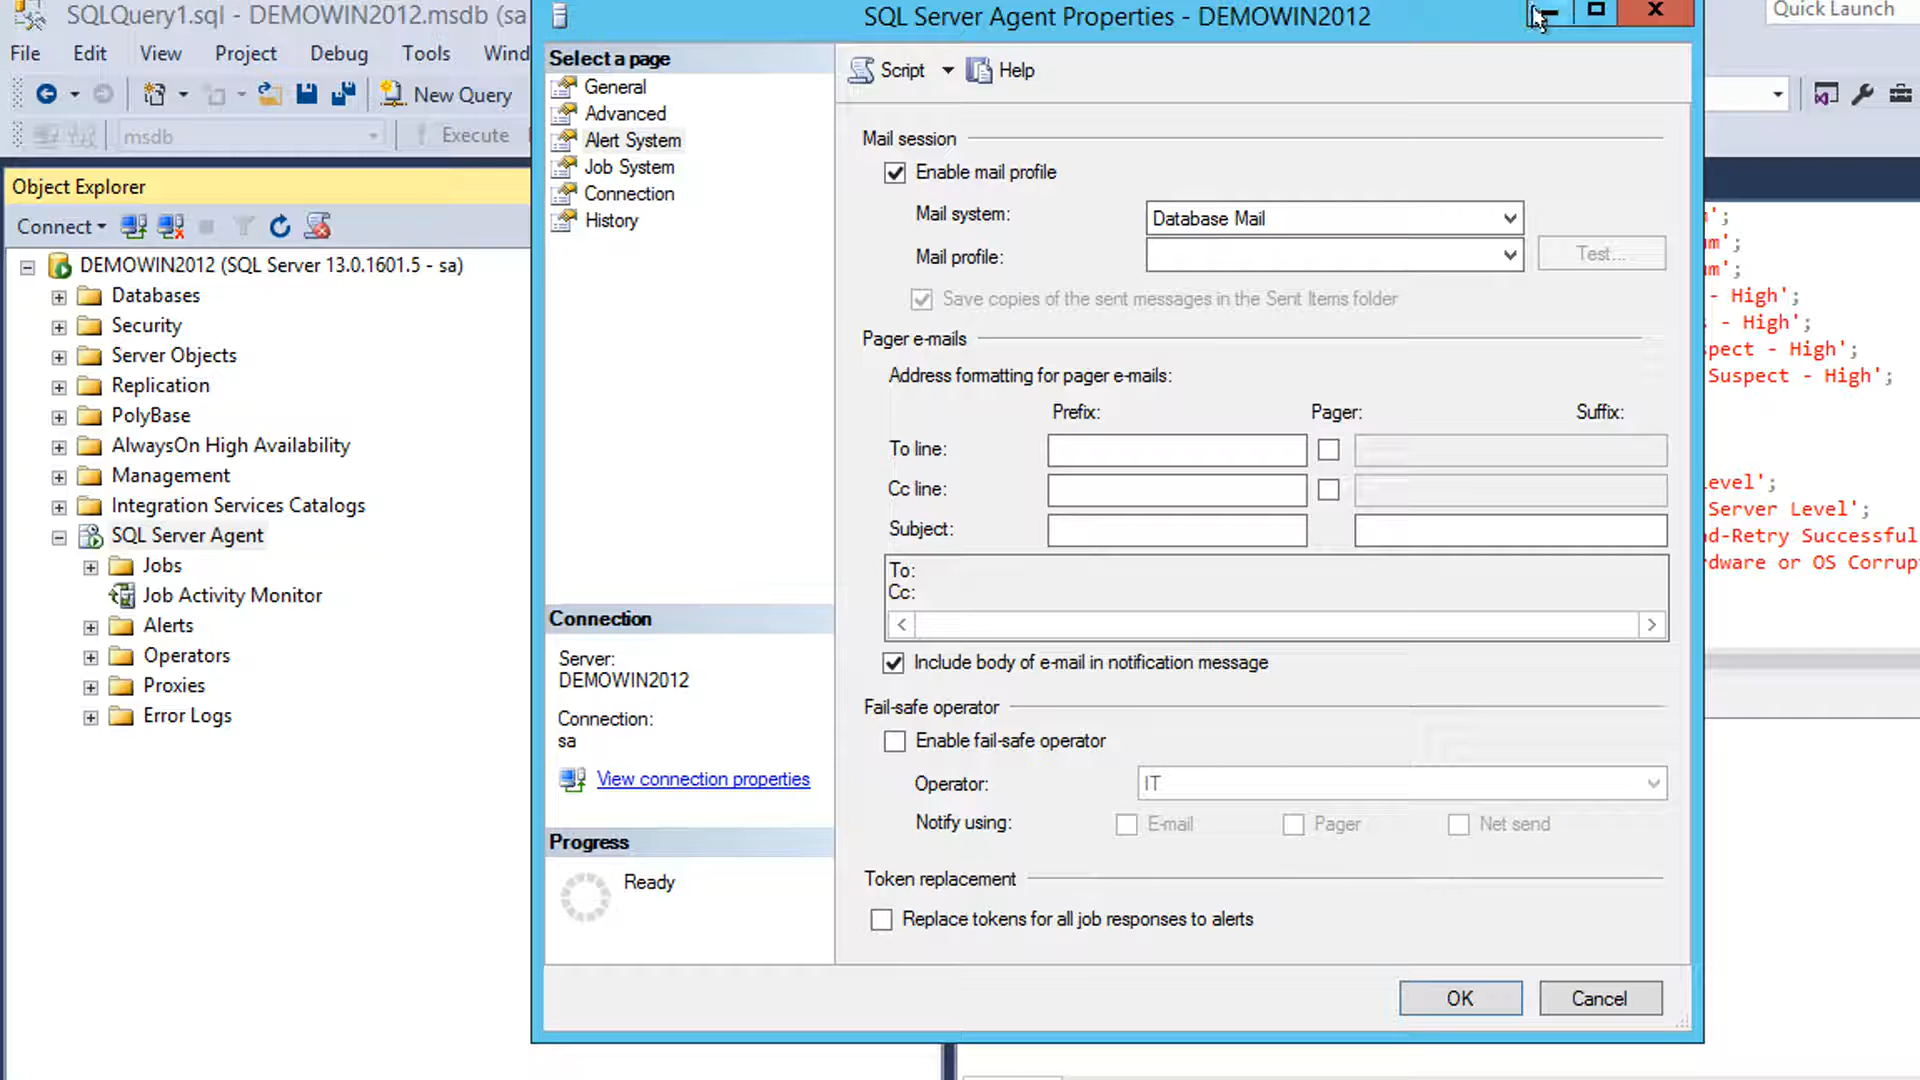 SQLQuery1.sql - DEMOWIN2012.msdb (sa
SQL Server Agent Properties - DEMOWIN2012
Quick Launch
File Edit View Project Debug Tools Wind
New Query
msdb
Execute
Object Explorer
Connect
DEMOWIN2012 (SQL Server 13.0.1601.5 - sa)
Databases
Security
Server Objects
Replication
PolyBase
AlwaysOn High Availability
Management
Integration Services Catalogs
SQL Server Agent
Jobs
Job Activity Monitor
Alerts
Operators
Proxies
Error Logs
Select a page
General
Advanced
Alert System
Job System
Connection
History
Connection
Server:
DEMOWIN2012
Connection:
sa
View connection properties
Progress
Ready
Script Help
Mail session
Enable mail profile
Mail system: Database Mail
Mail profile: Test...
Save copies of the sent messages in the Sent Items folder
Pager e-mails
Address formatting for pager e-mails:
Prefix: Pager: Suffix:
To line:
Cc line:
Subject:
To:
Cc:
Include body of e-mail in notification message
Fail-safe operator
Enable fail-safe operator
Operator: IT
Notify using: E-mail Pager Net send
Token replacement
Replace tokens for all job responses to alerts
OK Cancel
';
m';
m';
- High';
- High';
pect - High';
Suspect - High';
evel';
Server Level';
d-Retry Successful
dware or OS Corrup